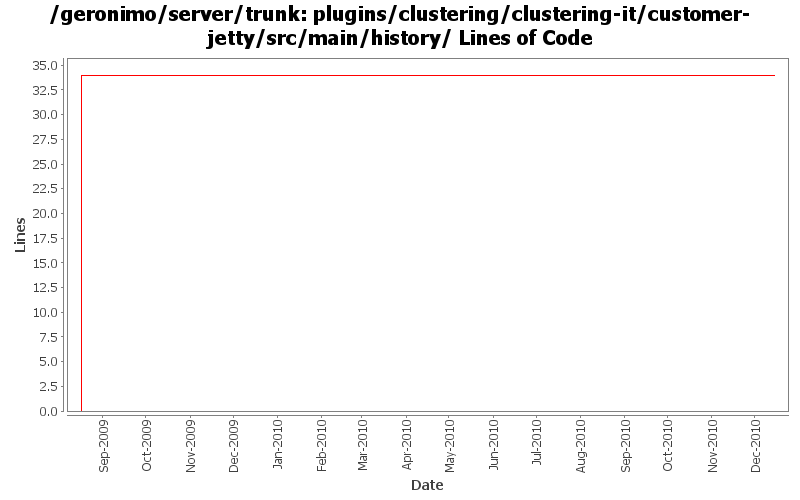 /geronimo/server/trunk: plugins/clustering/clustering-it/customer-
jetty/src/main/history/ Lines of Code
35.0
32.5
30.0
27.5
25.0
22.5
20.0
17.5
15.0
12.5
10.0
7.5
5.0
2.5
0.0
Lines
Sep-2009
Oct-2009
Nov-2009
Dec-2009
Jan-2010
Feb-2010
Mar-2010
Apr-2010
May-2010
Jun-2010
Jul-2010
Aug-2010
Sep-2010
Oct-2010
Nov-2010
Dec-2010
Date